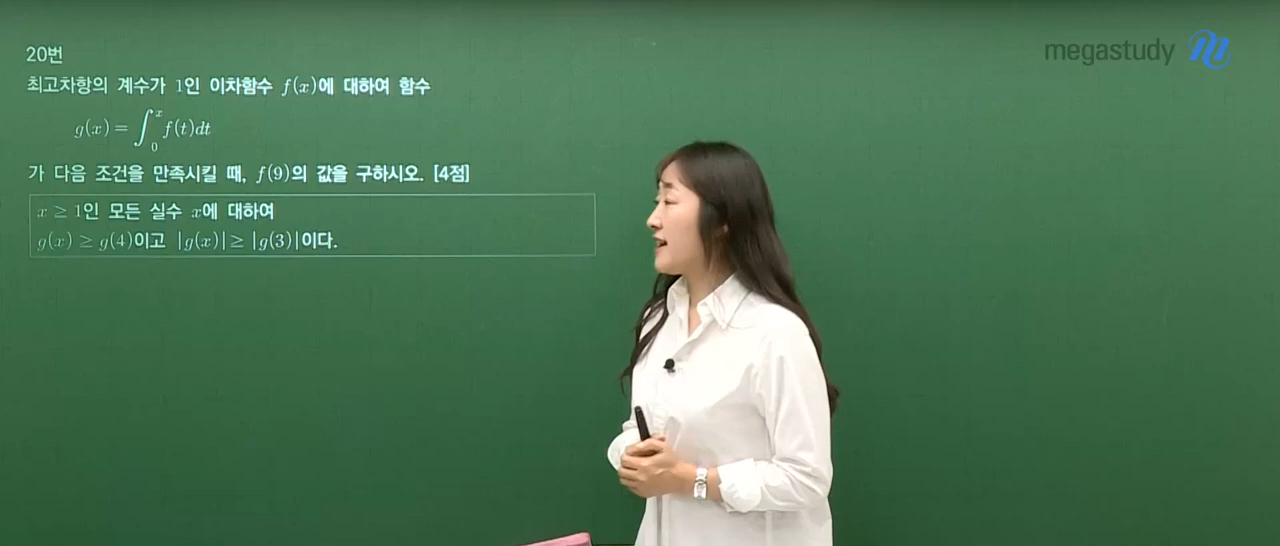 megastudy
20번
최고차항의 계수가 1인 이차함수 f(x)에 대하여 함수
g(x) = ∫₀ˣ f(t)dt
가 다음 조건을 만족시킬 때, f(9)의 값을 구하시오. [4점]
x ≥ 1인 모든 실수 x에 대하여
g(x) ≥ g(4)이고 |g(x)| ≥ |g(3)|이다.